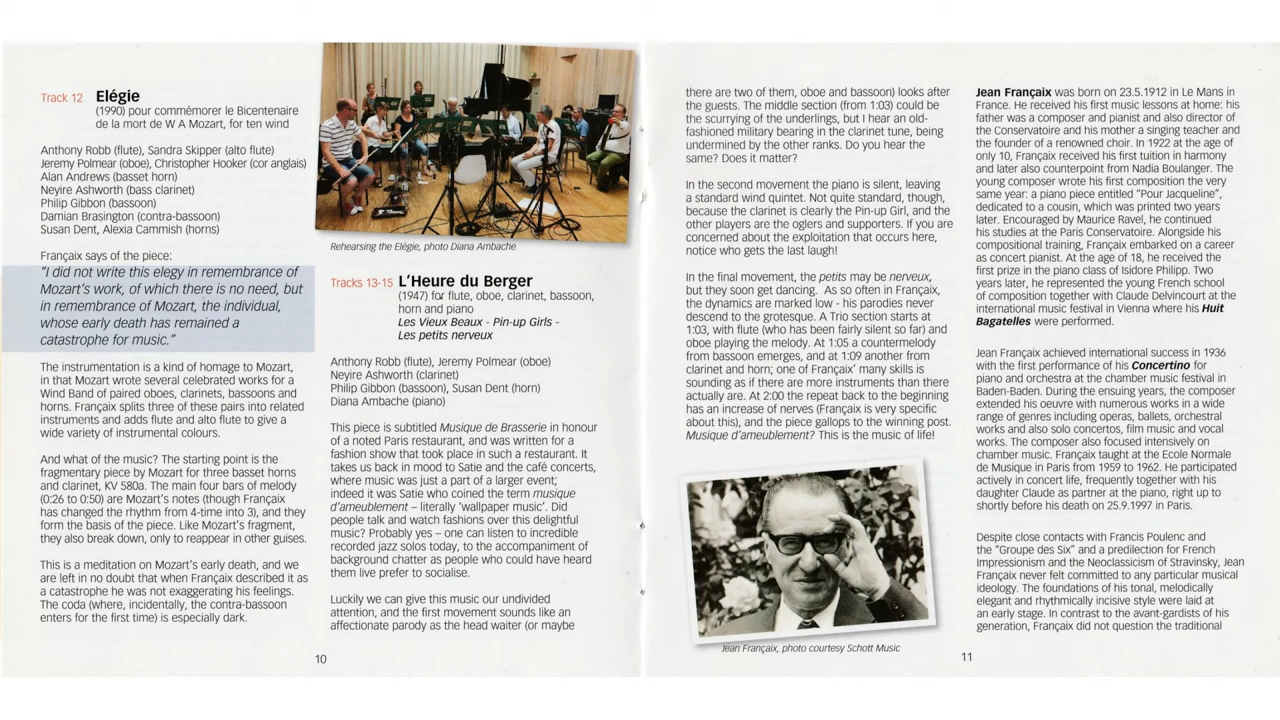 Track 12 Elégie
(1990) pour commémorer le Bicentenaire
de la mort de W A Mozart, for ten wind
Anthony Robb (flute), Sandra Skipper (alto flute)
Jeremy Polmear (oboe), Christopher Hooker (cor anglais)
Alan Andrews (basset horn)
Neyire Ashworth (bass clarinet)
Philip Gibbon (bassoon)
Damian Brasington (contra-bassoon)
Susan Dent, Alexia Cammish (horns)
Françaix says of the piece:
“I did not write this elegy in remembrance of
Mozart’s work, of which there is no need, but
in remembrance of Mozart, the individual,
whose early death has remained a
catastrophe for music.”
The instrumentation is a kind of homage to Mozart,
in that Mozart wrote several celebrated works for a
Wind Band of paired oboes, clarinets, bassoons and
horns. Françaix splits three of these pairs into related
instruments and adds flute and alto flute to give a
wide variety of instrumental colours.
And what of the music? The starting point is the
fragmentary piece by Mozart for three basset horns
and clarinet, KV 580a. The main four bars of melody
(0:26 to 0:50) are Mozart’s notes (though Françaix
has changed the rhythm from 4-time into 3), and they
form the basis of the piece. Like Mozart’s fragment,
they also break down, only to reappear in other guises.
This is a meditation on Mozart’s early death, and we
are left in no doubt that when Françaix described it as
a catastrophe he was not exaggerating his feelings.
The coda (where, incidentally, the contra-bassoon
enters for the first time) is especially dark.
Rehearsing the Elégie, photo Diana Ambache
Tracks 13-15 L’Heure du Berger
(1947) for flute, oboe, clarinet, bassoon,
horn and piano
Les Vieux Beaux - Pin-up Girls -
Les petits nerveux
Anthony Robb (flute), Jeremy Polmear (oboe)
Neyire Ashworth (clarinet)
Philip Gibbon (bassoon), Susan Dent (horn)
Diana Ambache (piano)
This piece is subtitled Musique de Brasserie in honour
of a noted Paris restaurant, and was written for a
fashion show that took place in such a restaurant. It
takes us back in mood to Satie and the café concerts,
where music was just a part of a larger event;
indeed it was Satie who coined the term musique
d’ameublement – literally ‘wallpaper music’. Did
people talk and watch fashions over this delightful
music? Probably yes – one can listen to incredible
recorded jazz solos today, to the accompaniment of
background chatter as people who could have heard
them live prefer to socialise.
Luckily we can give this music our undivided
attention, and the first movement sounds like an
affectionate parody as the head waiter (or maybe
10
there are two of them, oboe and bassoon) looks after
the guests. The middle section (from 1:03) could be
the scurrying of the underlings, but I hear an old-
fashioned military bearing in the clarinet tune, being
undermined by the other ranks. Do you hear the
same? Does it matter?
In the second movement the piano is silent, leaving
a standard wind quintet. Not quite standard, though,
because the clarinet is clearly the Pin-up Girl, and the
other players are the oglers and supporters. If you are
concerned about the exploitation that occurs here,
notice who gets the last laugh!
In the final movement, the petits may be nerveux,
but they soon get dancing. As so often in Françaix,
the dynamics are marked low - his parodies never
descend to the grotesque. A Trio section starts at
1:03, with flute (who has been fairly silent so far) and
oboe playing the melody. At 1:05 a countermelody
from bassoon emerges, and at 1:09 another from
clarinet and horn; one of Françaix’ many skills is
sounding as if there are more instruments than there
actually are. At 2:00 the repeat back to the beginning
has an increase of nerves (Françaix is very specific
about this), and the piece gallops to the winning post.
Musique d’ameublement? This is the music of life!
Jean Françaix, photo courtesy Schott Music
Jean Françaix was born on 23.5.1912 in Le Mans in
France. He received his first music lessons at home: his
father was a composer and pianist and also director of
the Conservatoire and his mother a singing teacher and
the founder of a renowned choir. In 1922 at the age of
only 10, Françaix received his first tuition in harmony
and later also counterpoint from Nadia Boulanger. The
young composer wrote his first composition the very
same year: a piano piece entitled “Pour Jacqueline”,
dedicated to a cousin, which was printed two years
later. Encouraged by Maurice Ravel, he continued
his studies at the Paris Conservatoire. Alongside his
compositional training, Françaix embarked on a career
as concert pianist. At the age of 18, he received the
first prize in the piano class of Isidore Philipp. Two
years later, he represented the young French school
of composition together with Claude Delvincourt at the
international music festival in Vienna where his Huit
Bagatelles were performed.
Jean Françaix achieved international success in 1936
with the first performance of his Concertino for
piano and orchestra at the chamber music festival in
Baden-Baden. During the ensuing years, the composer
extended his oeuvre with numerous works in a wide
range of genres including operas, ballets, orchestral
works and also solo concertos, film music and vocal
works. The composer also focused intensively on
chamber music. Françaix taught at the Ecole Normale
de Musique in Paris from 1959 to 1962. He participated
actively in concert life, frequently together with his
daughter Claude as partner at the piano, right up to
shortly before his death on 25.9.1997 in Paris.
Despite close contacts with Francis Poulenc and
the “Groupe des Six” and a predilection for French
Impressionism and the Neoclassicism of Stravinsky, Jean
Françaix never felt committed to any particular musical
ideology. The foundations of his tonal, melodically
elegant and rhythmically incisive style were laid at
an early stage. In contrast to the avant-gardists of his
generation, Françaix did not question the traditional
11